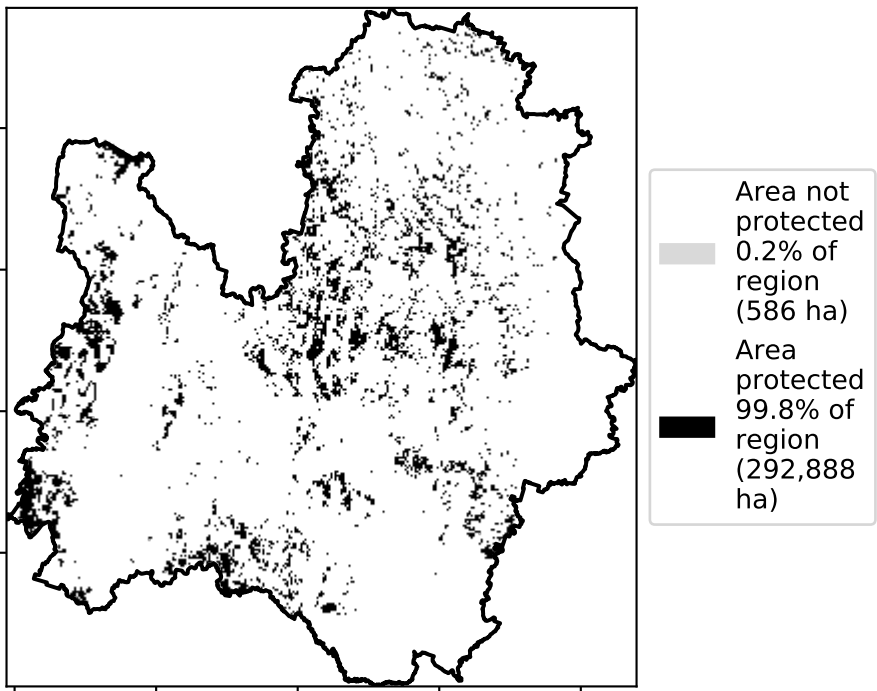 Area not
protected
0.2% of
region
(586 ha)
Area
protected
99.8% of
region
(292,888
ha)